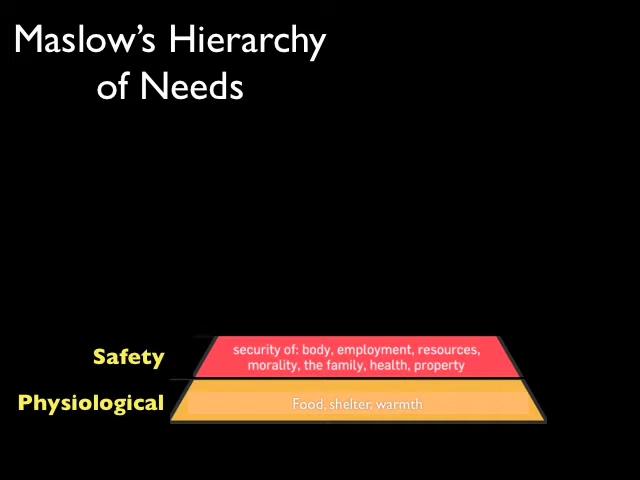 Maslow's Hierarchy
of Needs
Safety
security of: body, employment, resources,
morality, the family, health, property
Physiological
Food, shelter, warmth